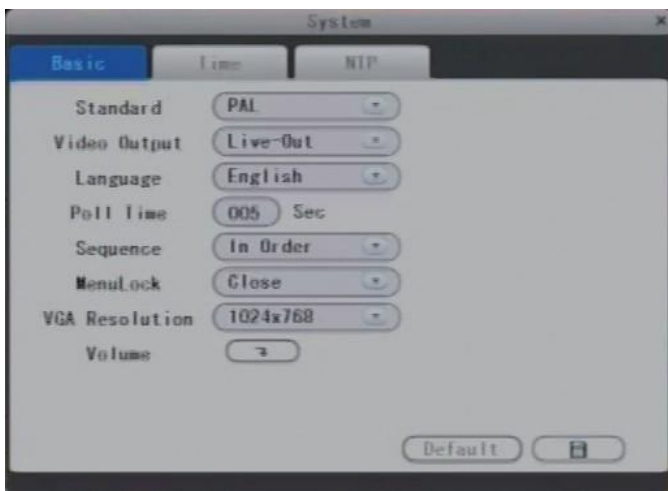 System ×
Basic Time NTP
Standard PAL
Video Output Live-Out
Language English
Poll Time 005 Sec
Sequence In Order
MenuLock Close
VGA Resolution 1024x768
Volume
Default